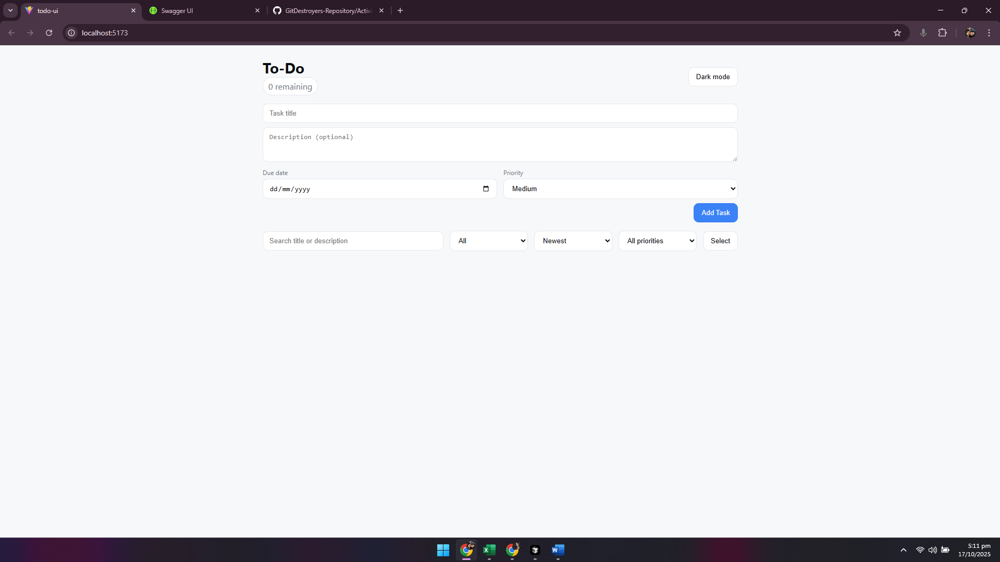 todo-ui
Swagger UI
GitDestroyers-Repository/Activi
localhost:5173
To-Do
0 remaining
Dark mode
Task title
Description (optional)
Due date
Priority
dd/mm/yyyy
Medium
Add Task
Search title or description
All
Newest
All priorities
Select
5:11 pm
17/10/2025